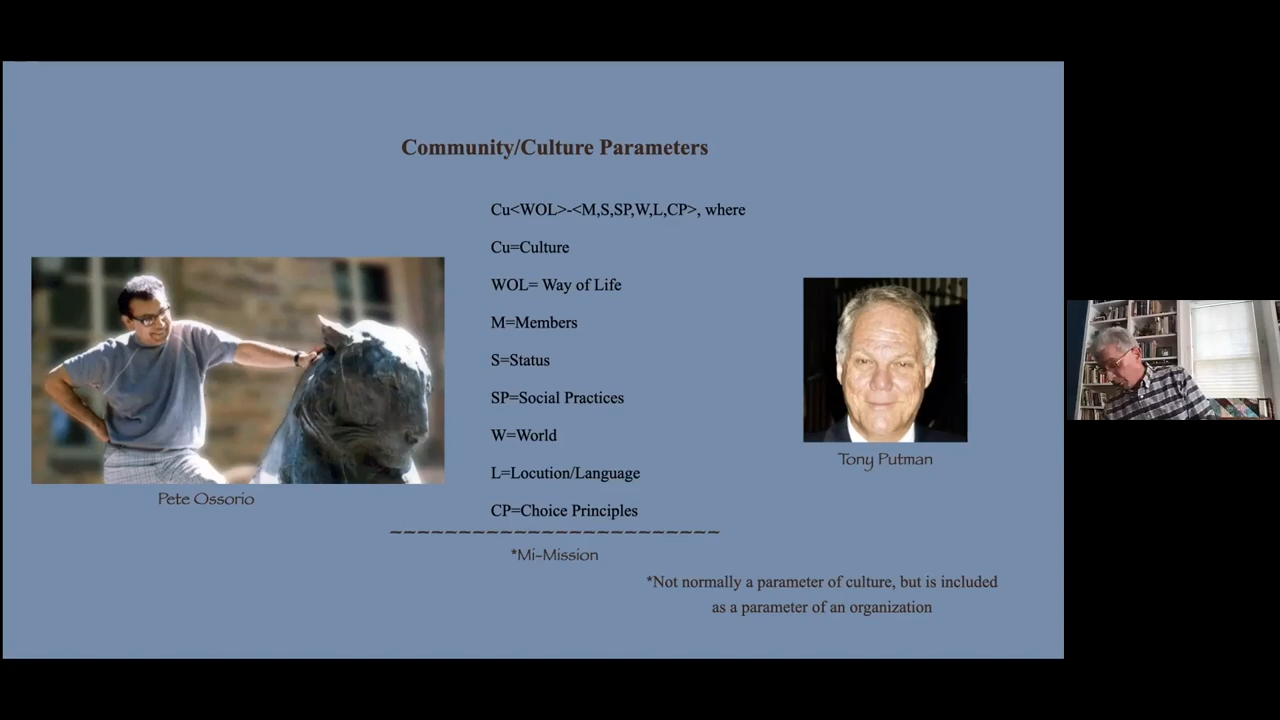 Community/Culture Parameters
Cu<WOL>-<M,S,SP,W,L,CP>, where
Cu=Culture
WOL= Way of Life
M=Members
S=Status
SP=Social Practices
W=World
L=Locution/Language
CP=Choice Principles
~~~~~~~~~~~~~~~~~~~~~~~~
*Mi-Mission
*Not normally a parameter of culture, but is included
as a parameter of an organization
Pete Ossorio
Tony Putman